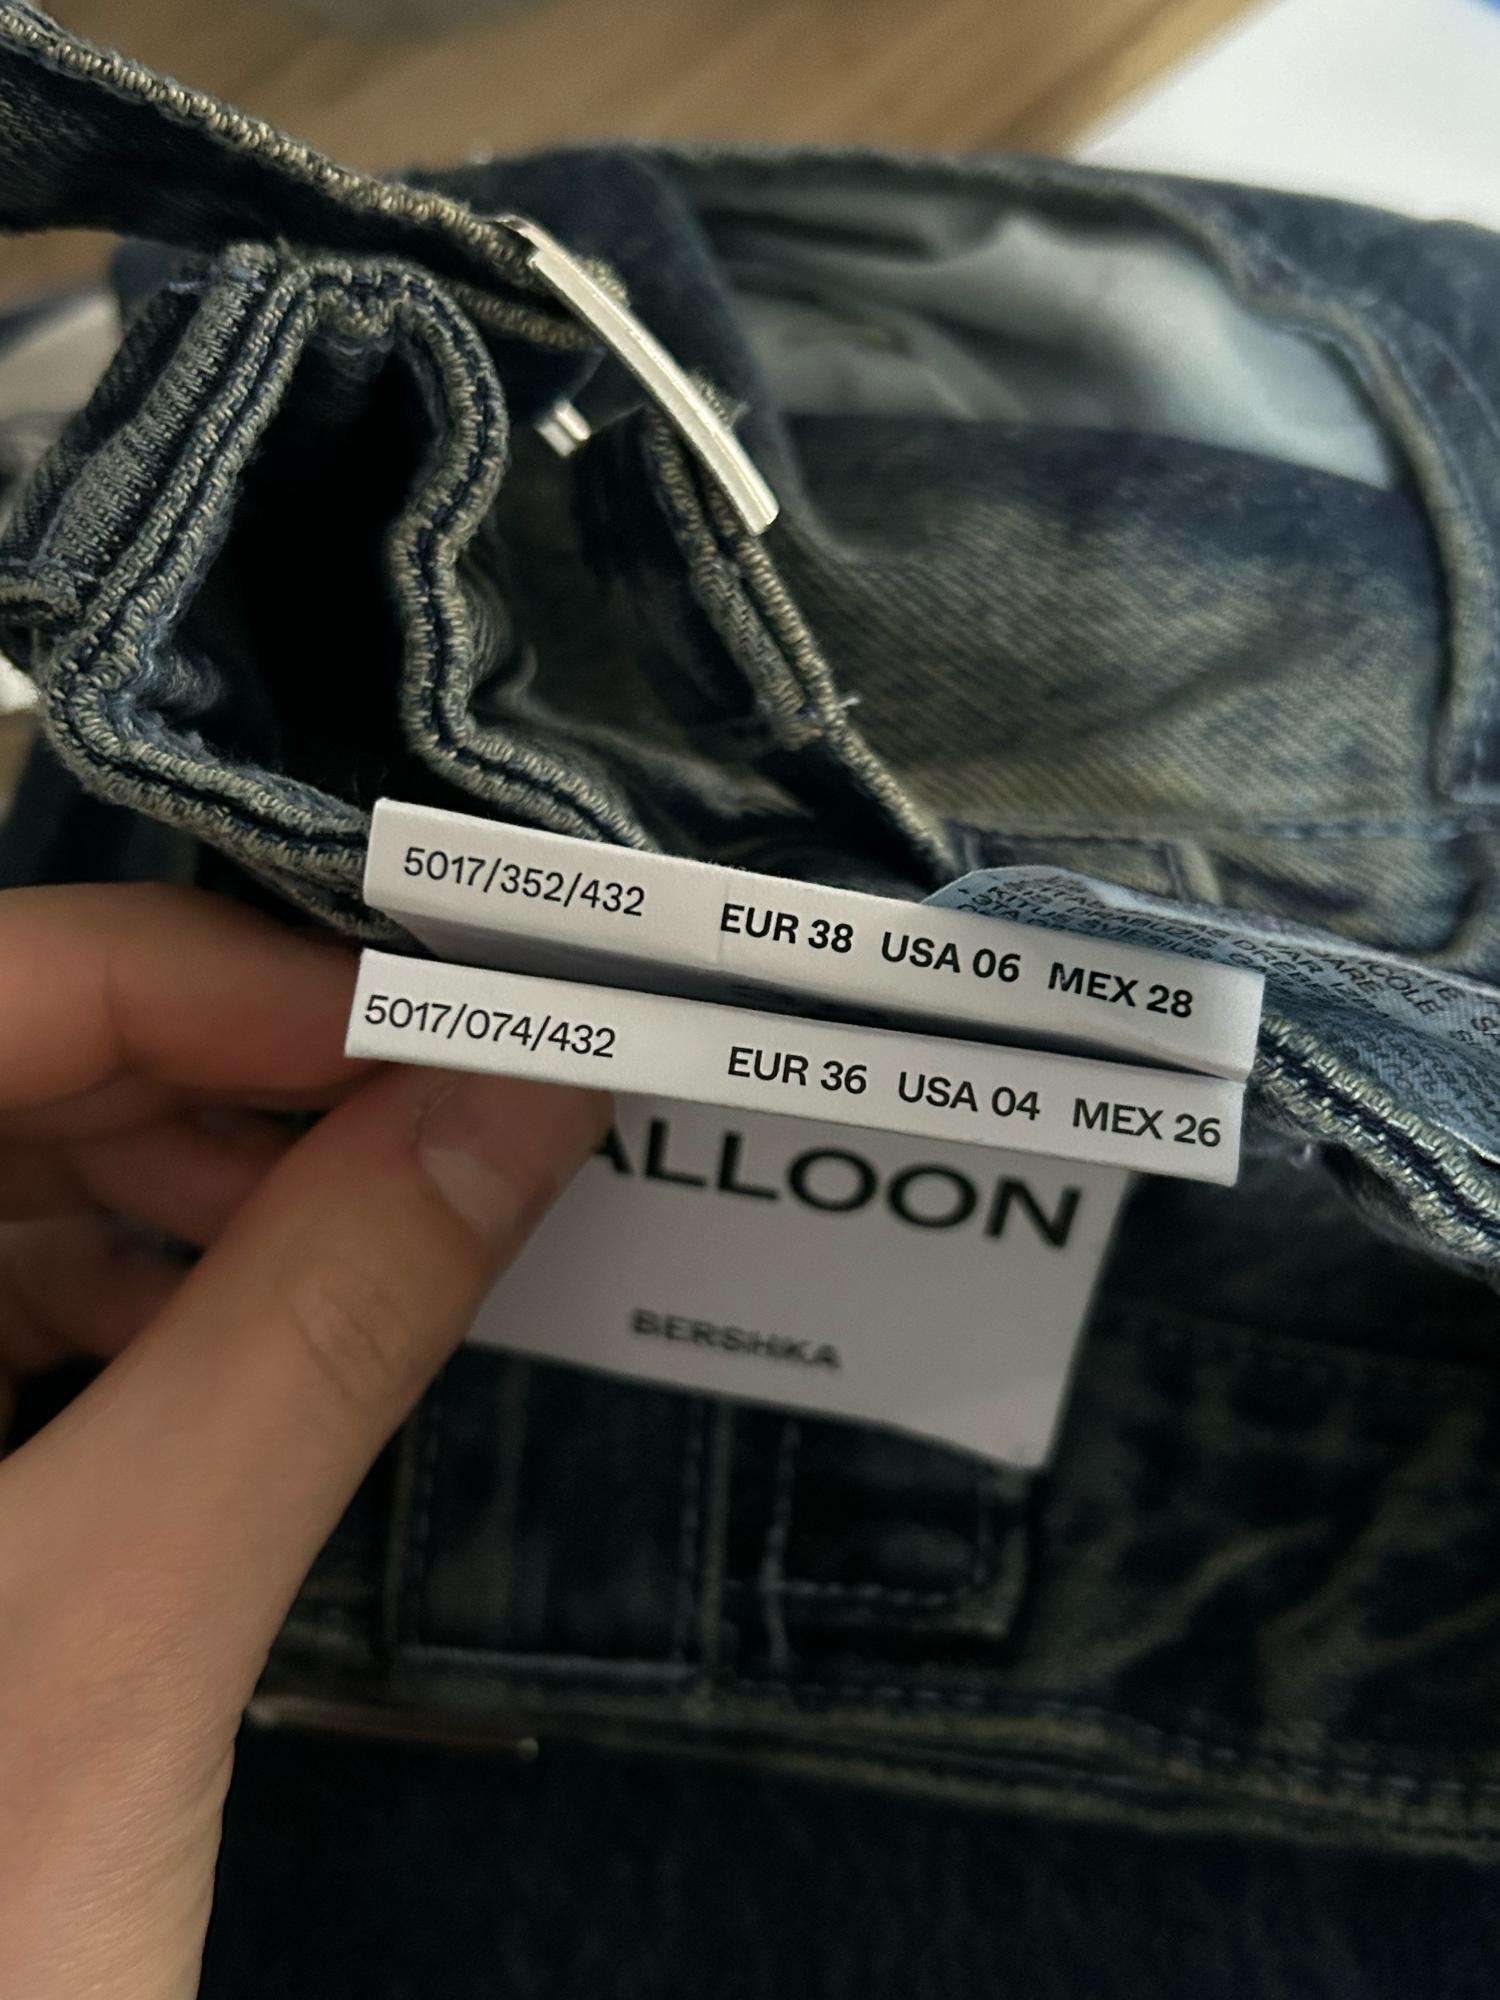 5017/352/432 EUR 38 USA 06 MEX 28
5017/074/432 EUR 36 USA 04 MEX 26
ALLOON
BERSHKA